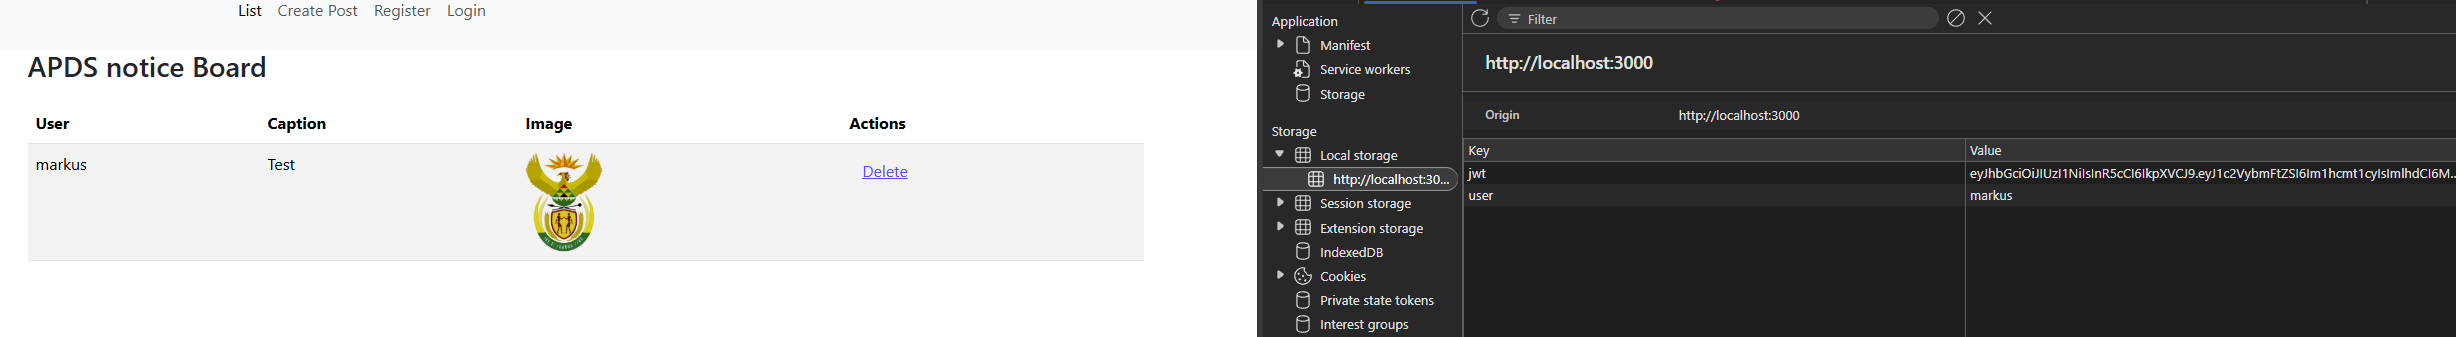 List Create Post Register Login
APDS notice Board
User Caption Image Actions
markus Test Delete
Application
Manifest
Service workers
Storage
Storage
Local storage
http://localhost:30...
Session storage
Extension storage
IndexedDB
Cookies
Private state tokens
Interest groups
Filter
http://localhost:3000
Origin http://localhost:3000
Key Value
jwt eyJhbGciOiJIUzI1NiIsInR5cCI6IkpXVCJ9.eyJ1c2VybmFtZSI6Im1hcmt1cyIsImlhdCI6M...
user markus